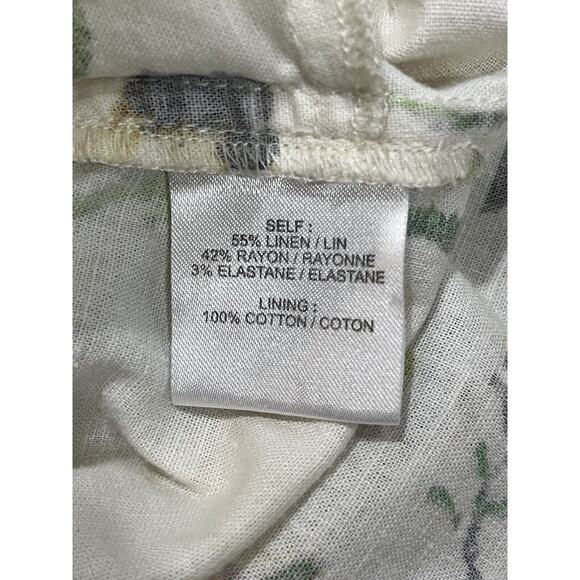 SELF :
55% LINEN / LIN
42% RAYON / RAYONNE
3% ELASTANE / ELASTANE
LINING :
100% COTTON / COTON